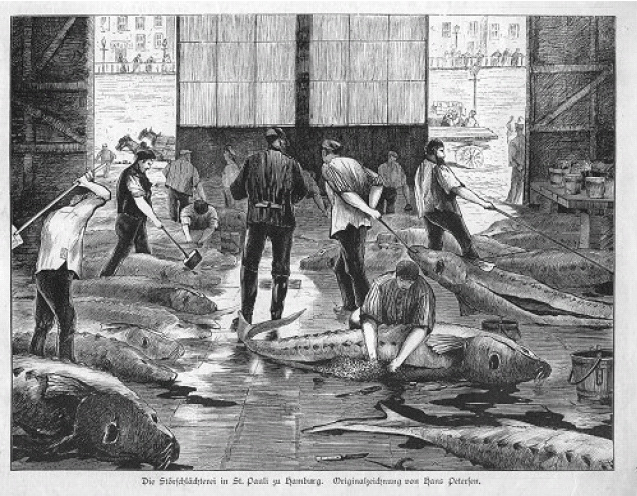 Die Störschlächterei in St. Pauli zu Hamburg. Originalzeichnung von Hans Petersen.